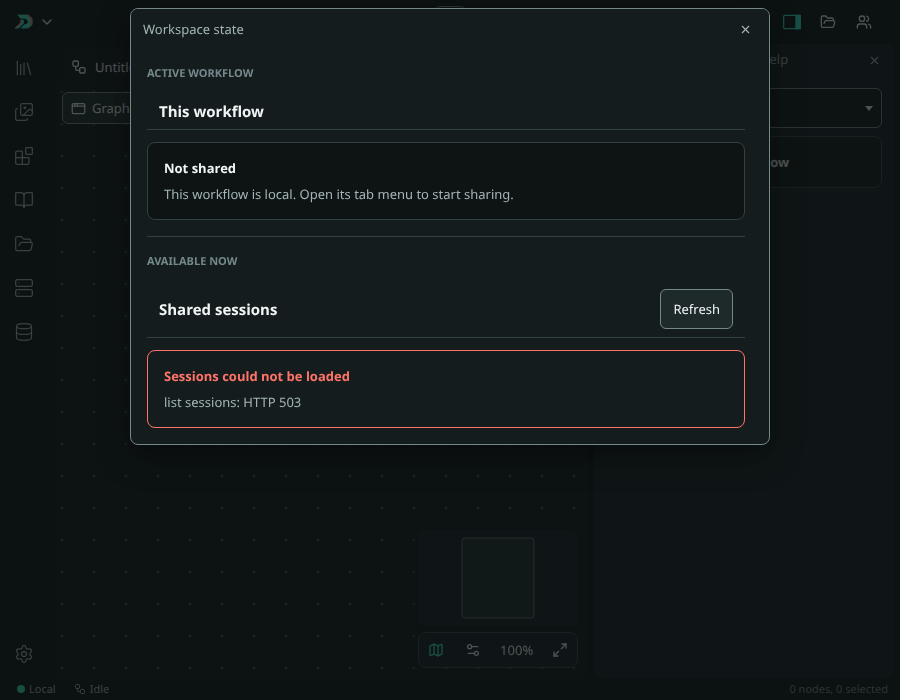 Workspace state
ACTIVE WORKFLOW
This workflow
Not shared
This workflow is local. Open its tab menu to start sharing.
AVAILABLE NOW
Shared sessions
Refresh
Sessions could not be loaded
list sessions: HTTP 503
Untitl
Graph
elp
ow
100%
Local
Idle
0 nodes, 0 selected